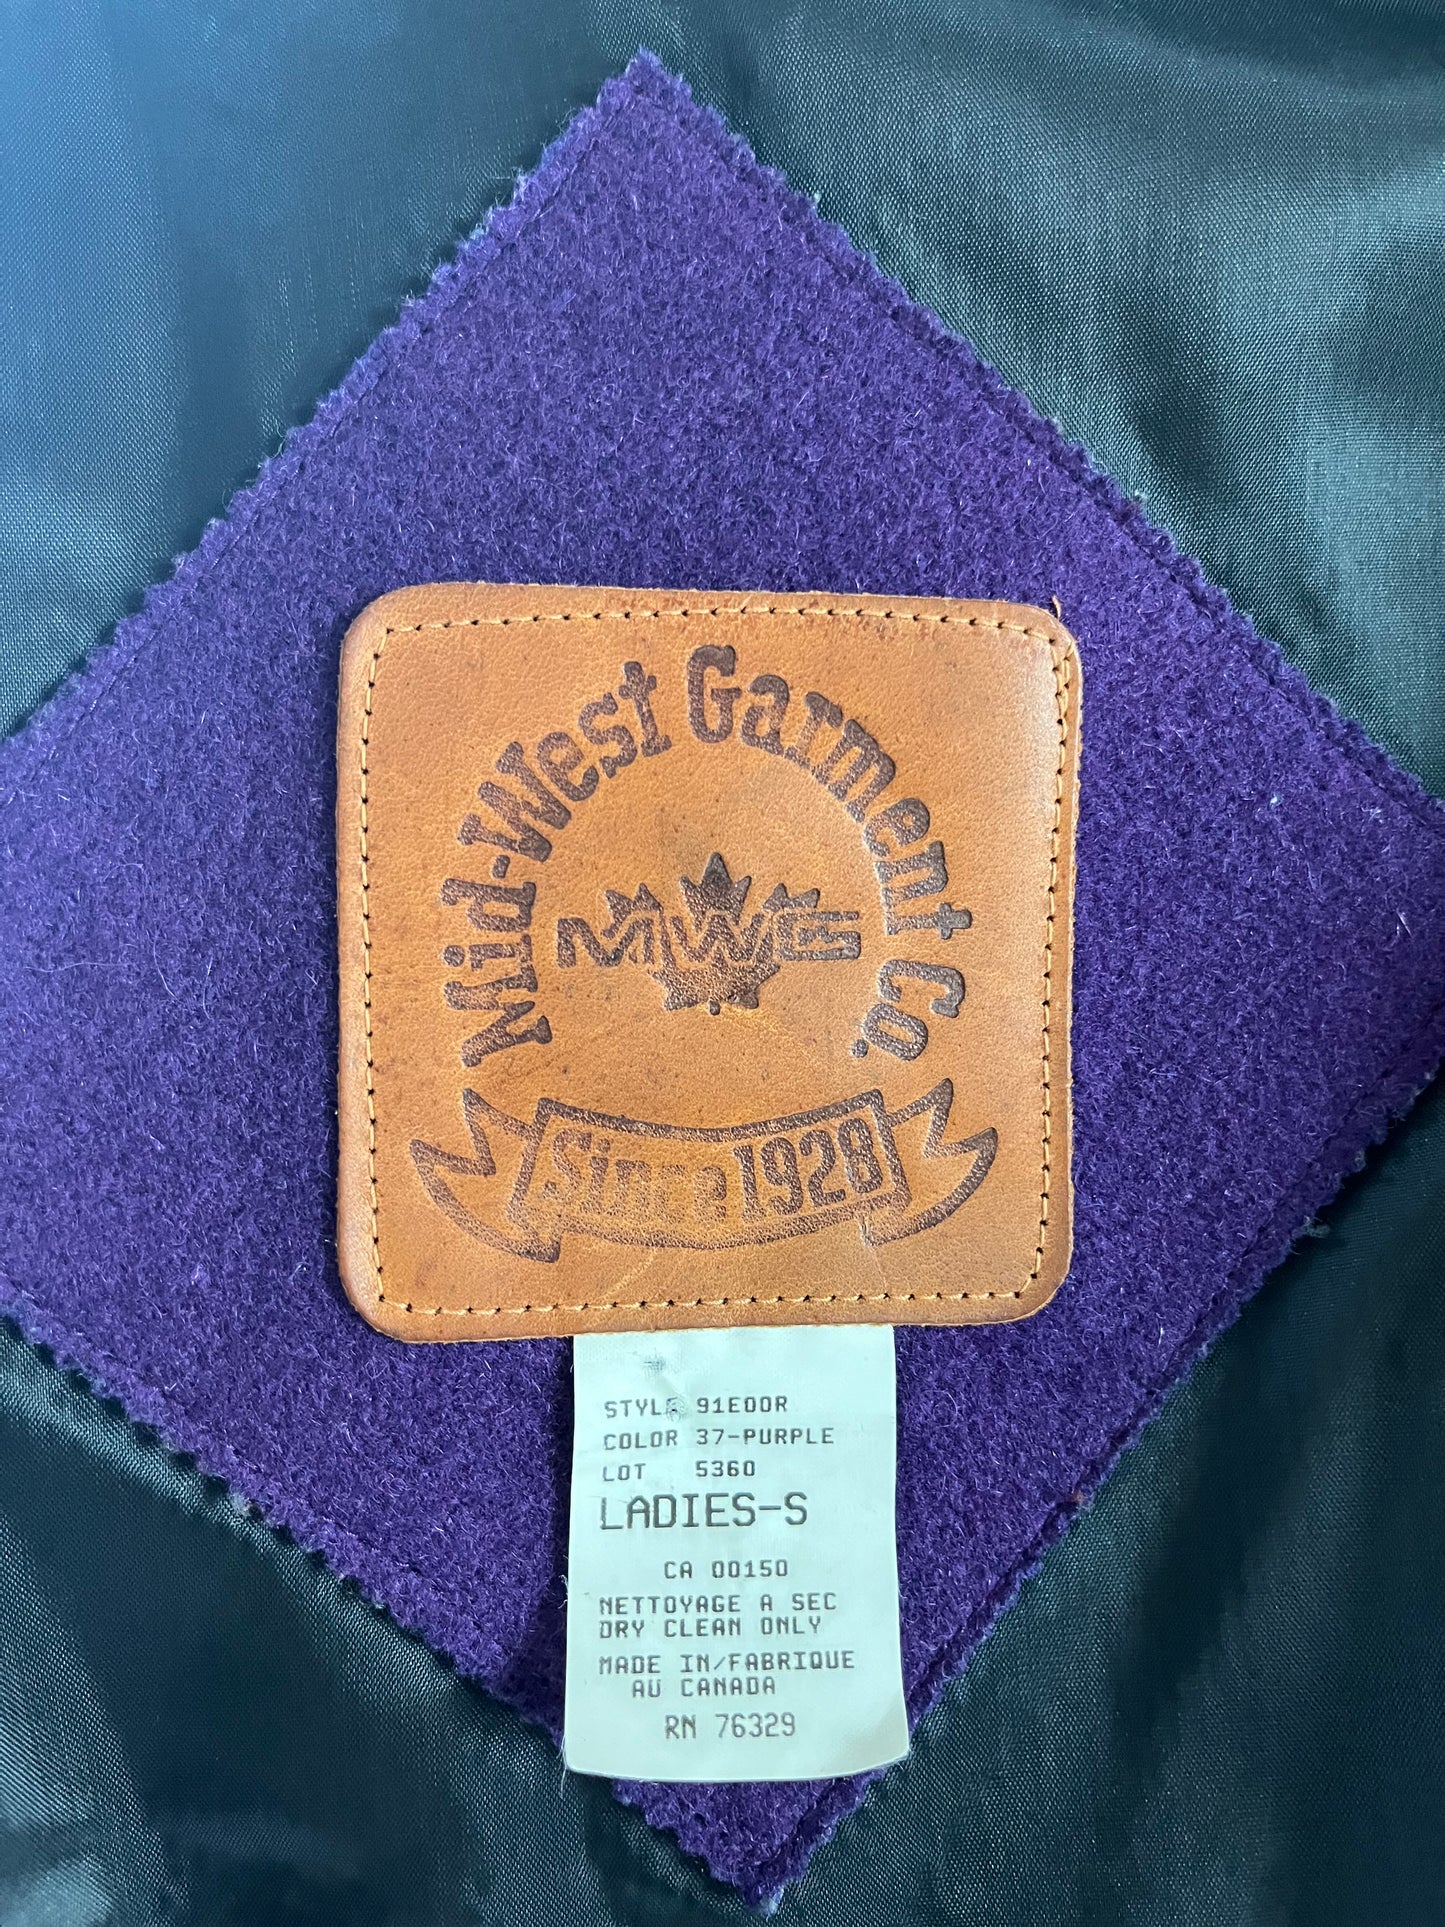 Mid-West Garment Co.
MWG
Since 1928
STYLE 91E00R
COLOR 37-PURPLE
LOT 5360
LADIES-S
CA 00150
NETTOYAGE A SEC
DRY CLEAN ONLY
MADE IN/FABRIQUE
AU CANADA
RN 76329